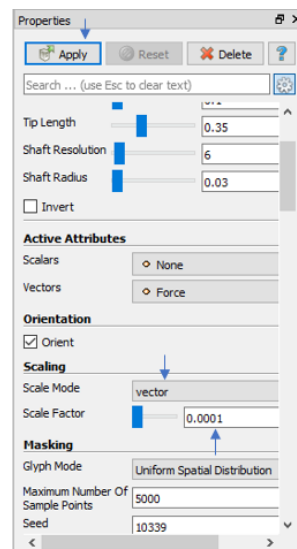 Properties
Apply Reset Delete ?
Search ... (use Esc to clear text)
Tip Length 0.35
Shaft Resolution 6
Shaft Radius 0.03
Invert
Active Attributes
Scalars None
Vectors Force
Orientation
Orient
Scaling
Scale Mode vector
Scale Factor 0.0001
Masking
Glyph Mode Uniform Spatial Distribution
Maximum Number Of
Sample Points 5000
Seed 10339